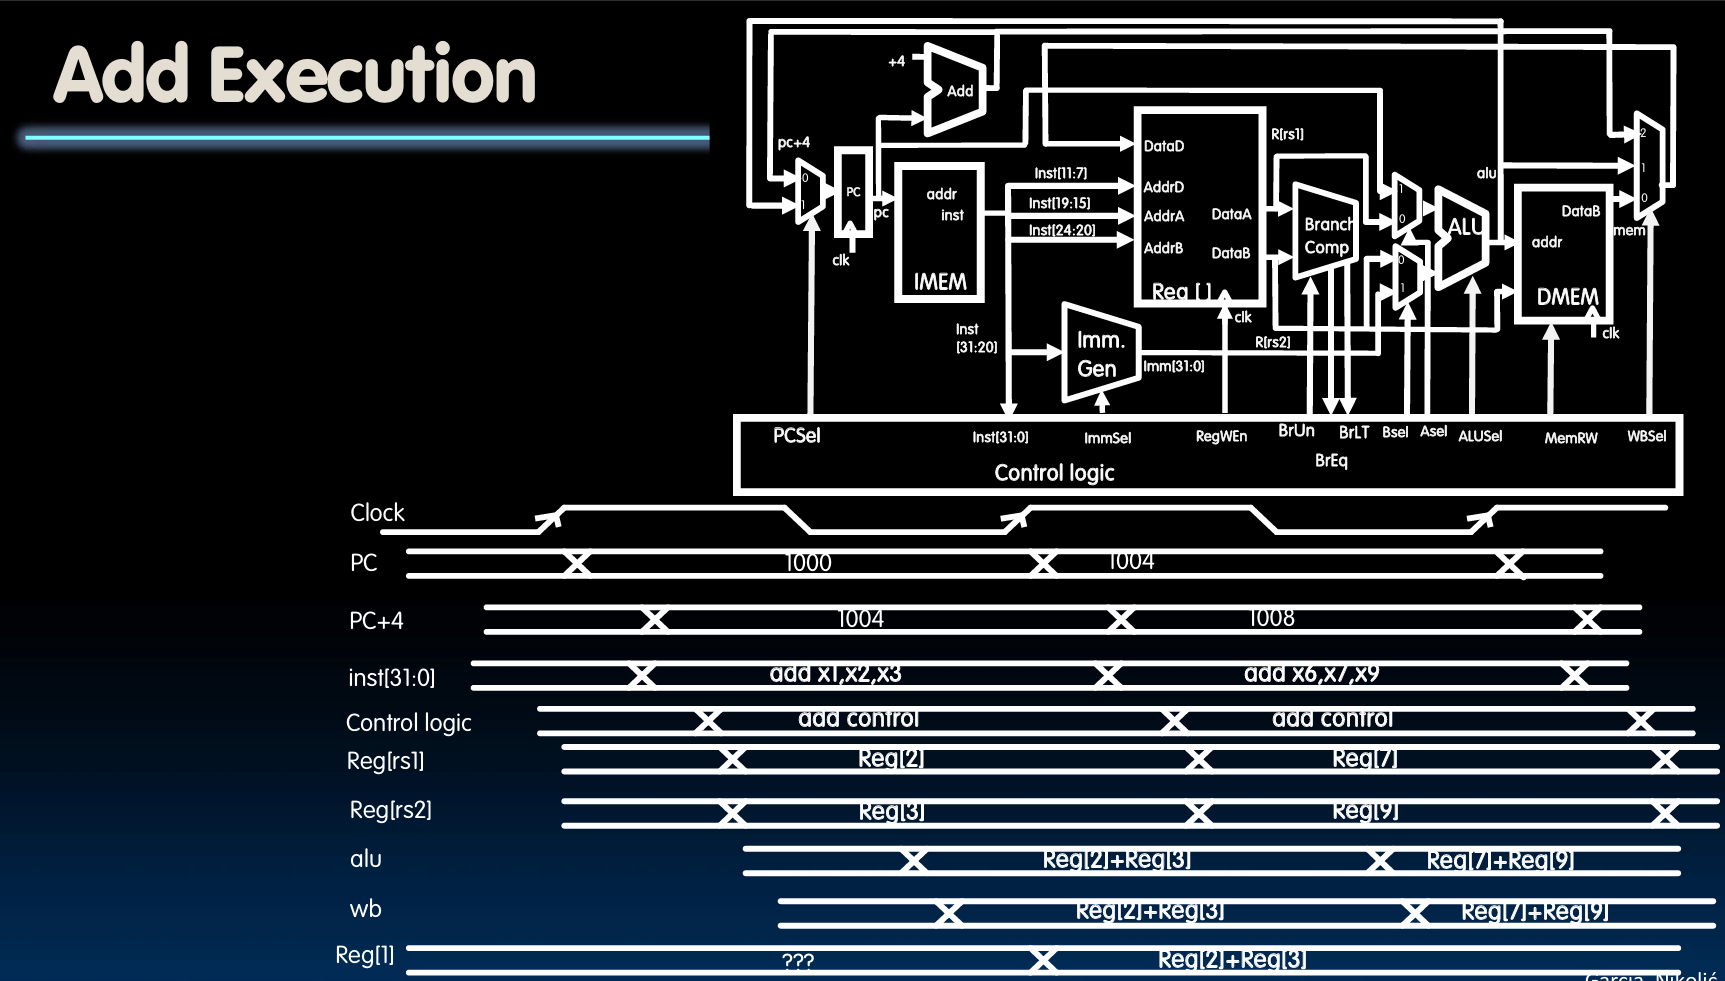 Add Execution
+4
Add
pc+4
0
1
PC
pc
clk
addr
inst
IMEM
Inst[11:7]
Inst[19:15]
Inst[24:20]
DataD
AddrD
AddrA
AddrB
DataA
DataB
Reg []
clk
R[rs1]
Branch
Comp
1
0
0
1
ALU
alu
addr
DataB
DMEM
clk
mem
2
1
0
Inst
[31:20]
Imm.
Gen
Imm[31:0]
R[rs2]
PCSel
Inst[31:0]
ImmSel
RegWEn
BrUn
BrEq
BrLT
Bsel
Asel
ALUSel
MemRW
WBSel
Control logic
Clock
PC 1000 1004
PC+4 1004 1008
inst[31:0] add x1,x2,x3 add x6,x7,x9
Control logic add control add control
Reg[rs1] Reg[2] Reg[7]
Reg[rs2] Reg[3] Reg[9]
alu Reg[2]+Reg[3] Reg[7]+Reg[9]
wb Reg[2]+Reg[3] Reg[7]+Reg[9]
Reg[1] ??? Reg[2]+Reg[3]
Garcia, Nikolić